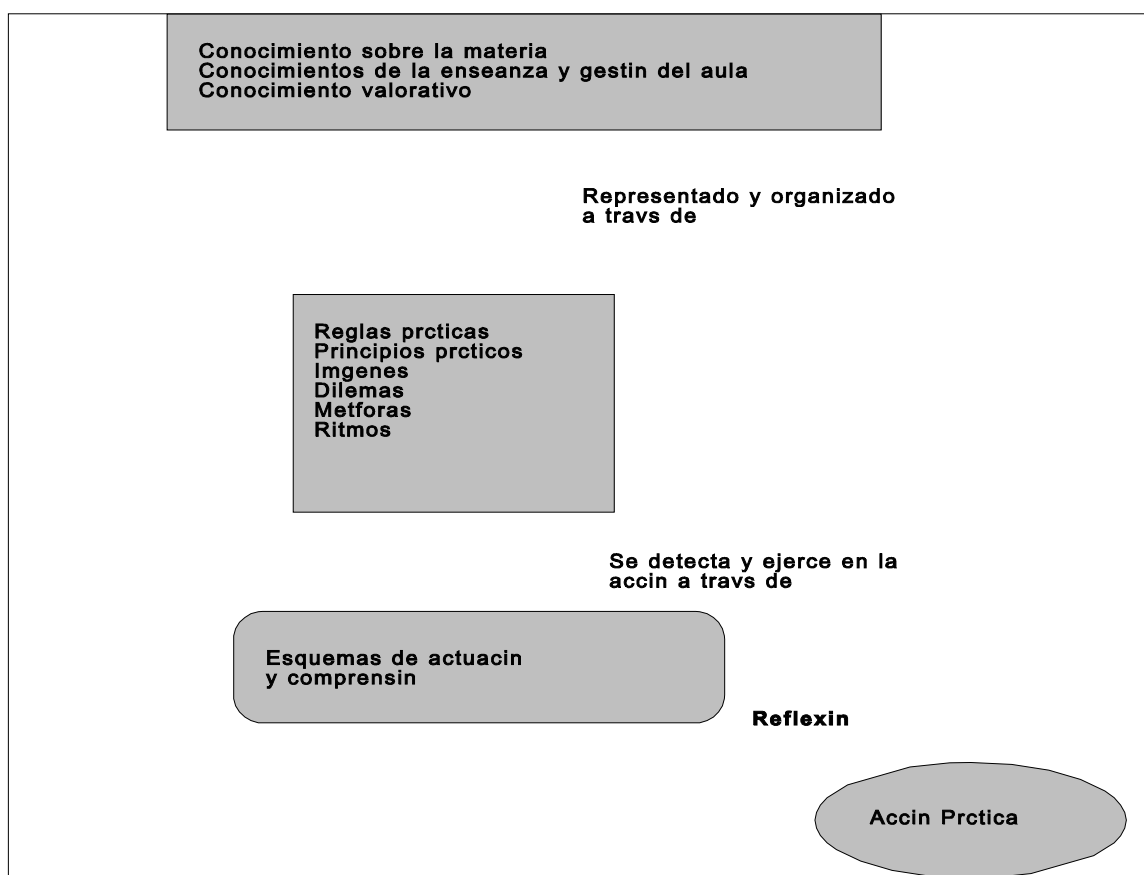 Conocimiento sobre la materia
Conocimientos de la enseanza y gestin del aula
Conocimiento valorativo
Representado y organizado
a travs de
Reglas prcticas
Principios prcticos
Imgenes
Dilemas
Metforas
Ritmos
Se detecta y ejerce en la
accin a travs de
Esquemas de actuacin
y comprensin
Reflexin
Accin Prctica